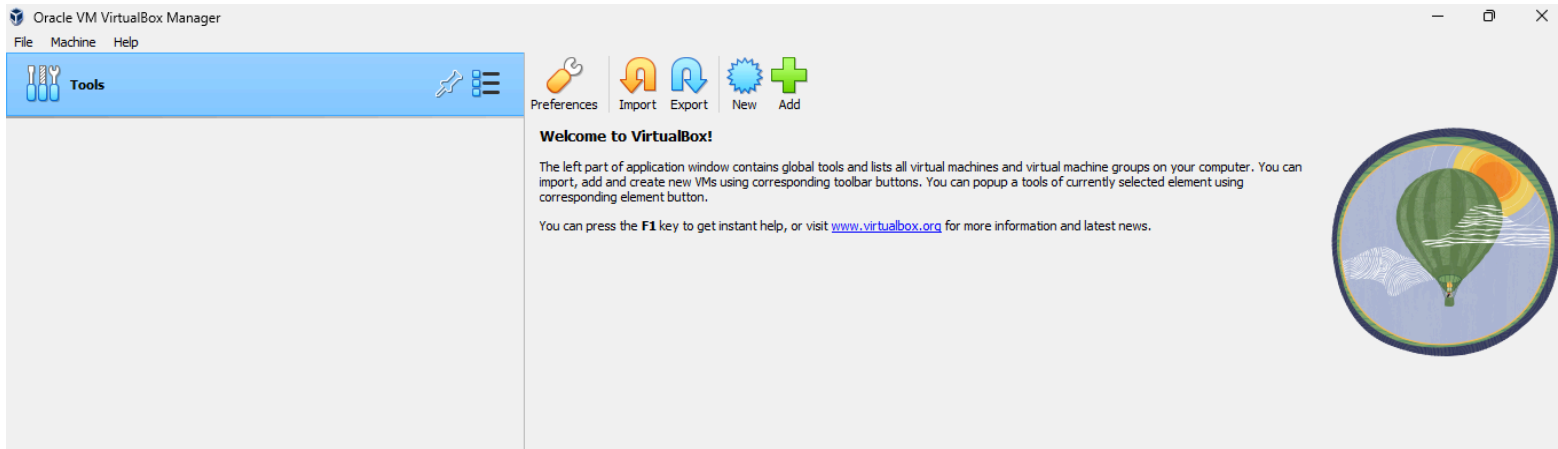 Oracle VM VirtualBox Manager
File Machine Help
Tools
Preferences Import Export New Add
Welcome to VirtualBox!
The left part of application window contains global tools and lists all virtual machines and virtual machine groups on your computer. You can
import, add and create new VMs using corresponding toolbar buttons. You can popup a tools of currently selected element using
corresponding element button.
You can press the F1 key to get instant help, or visit www.virtualbox.org for more information and latest news.